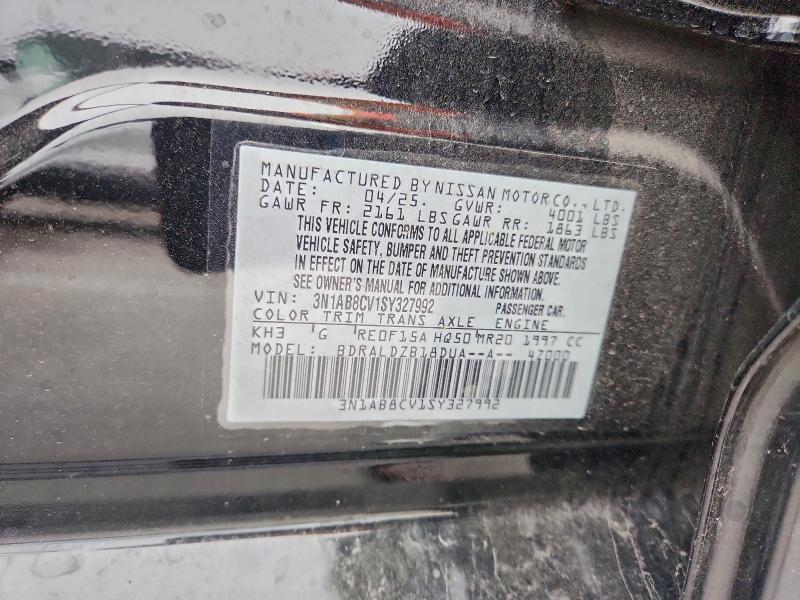 MANUFACTURED BY NISSAN MOTOR CO., LTD.
DATE: 04/25. GVWR: 4001 LBS
GAWR FR: 2161 LBS GAWR RR: 1863 LBS
THIS VEHICLE CONFORMS TO ALL APPLICABLE FEDERAL MOTOR
VEHICLE SAFETY, BUMPER AND THEFT PREVENTION STANDARDS
IN EFFECT ON THE DATE OF MANUFACTURE SHOWN ABOVE.
SEE OWNER'S MANUAL FOR ADDITIONAL INFORMATION.
VIN: 3N1AB8CV1SY327992 PASSENGER CAR.
COLOR TRIM TRANS AXLE ENGINE
KH3 G RE0F15A HQ50 MR20 1997 CC
MODEL: BDRALDZB18DUA--A-- 47000
3N1AB8CV1SY327992